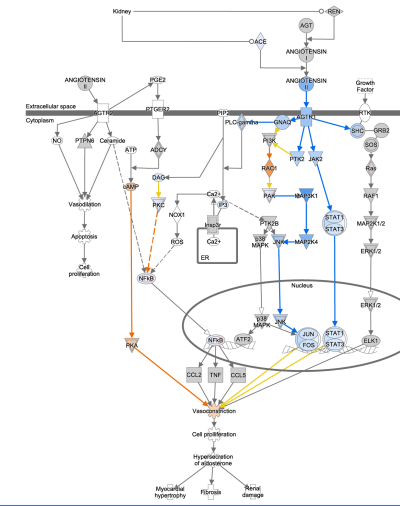 Kidney
REN
AGT
ACE
ANGIOTENSIN
I
ANGIOTENSIN
II
PGE2
ANGIOTENSIN
II
Growth
Factor
Extracellular space
AGTR2
PTGER2
PIP2
AGTR1
RTK
Cytoplasm
PLC-gamma
GNAQ
SHC
GRB2
NO
PTPN6
Ceramide
ATP
ADCY
PI3K
SOS
PTK2
JAK2
RAC1
Ras
DAG
cAMP
PKC
Ca2+
PAK
MAP2K1
RAF1
Vasodilation
NOX1
IP3
STAT1
STAT3
MAP2K1/2
Insp3r
PTK2B
Apoptosis
ROS
Ca2+
p38
MAPK
JNK
MAP2K4
ERK1/2
ER
Cell
proliferation
NFkB
Nucleus
ERK1/2
p38
MAPK
JNK
PKA
NFkB
ATF2
JUN
FOS
STAT1
STAT3
ELK1
CCL2
TNF
CCL5
Vasoconstriction
Cell proliferation
Hypersecretion
of aldosterone
Myocardial
hypertrophy
Fibrosis
Renal
damage